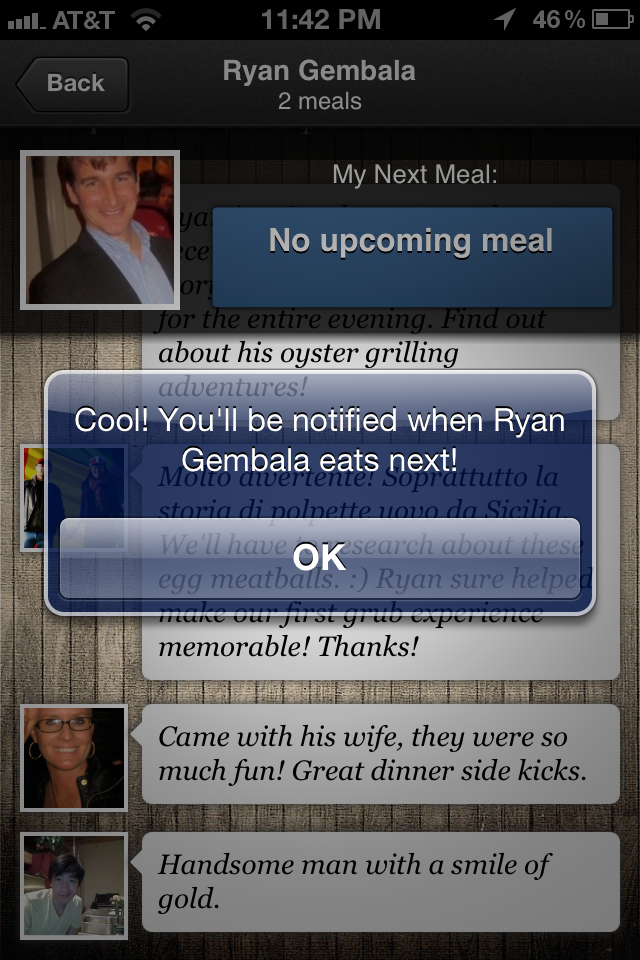 AT&T 11:42 PM 46%
Back
Ryan Gembala
2 meals
My Next Meal:
No upcoming meal
for the entire evening. Find out
about his oyster grilling
adventures!
Cool! You'll be notified when Ryan
Gembala eats next!
OK
Molto divertente! Soprattutto la
storia di polpette uovo da Sicilia.
We'll have research about these
egg meatballs. :) Ryan sure helped
make our first grub experience
memorable! Thanks!
Came with his wife, they were so
much fun! Great dinner side kicks.
Handsome man with a smile of
gold.